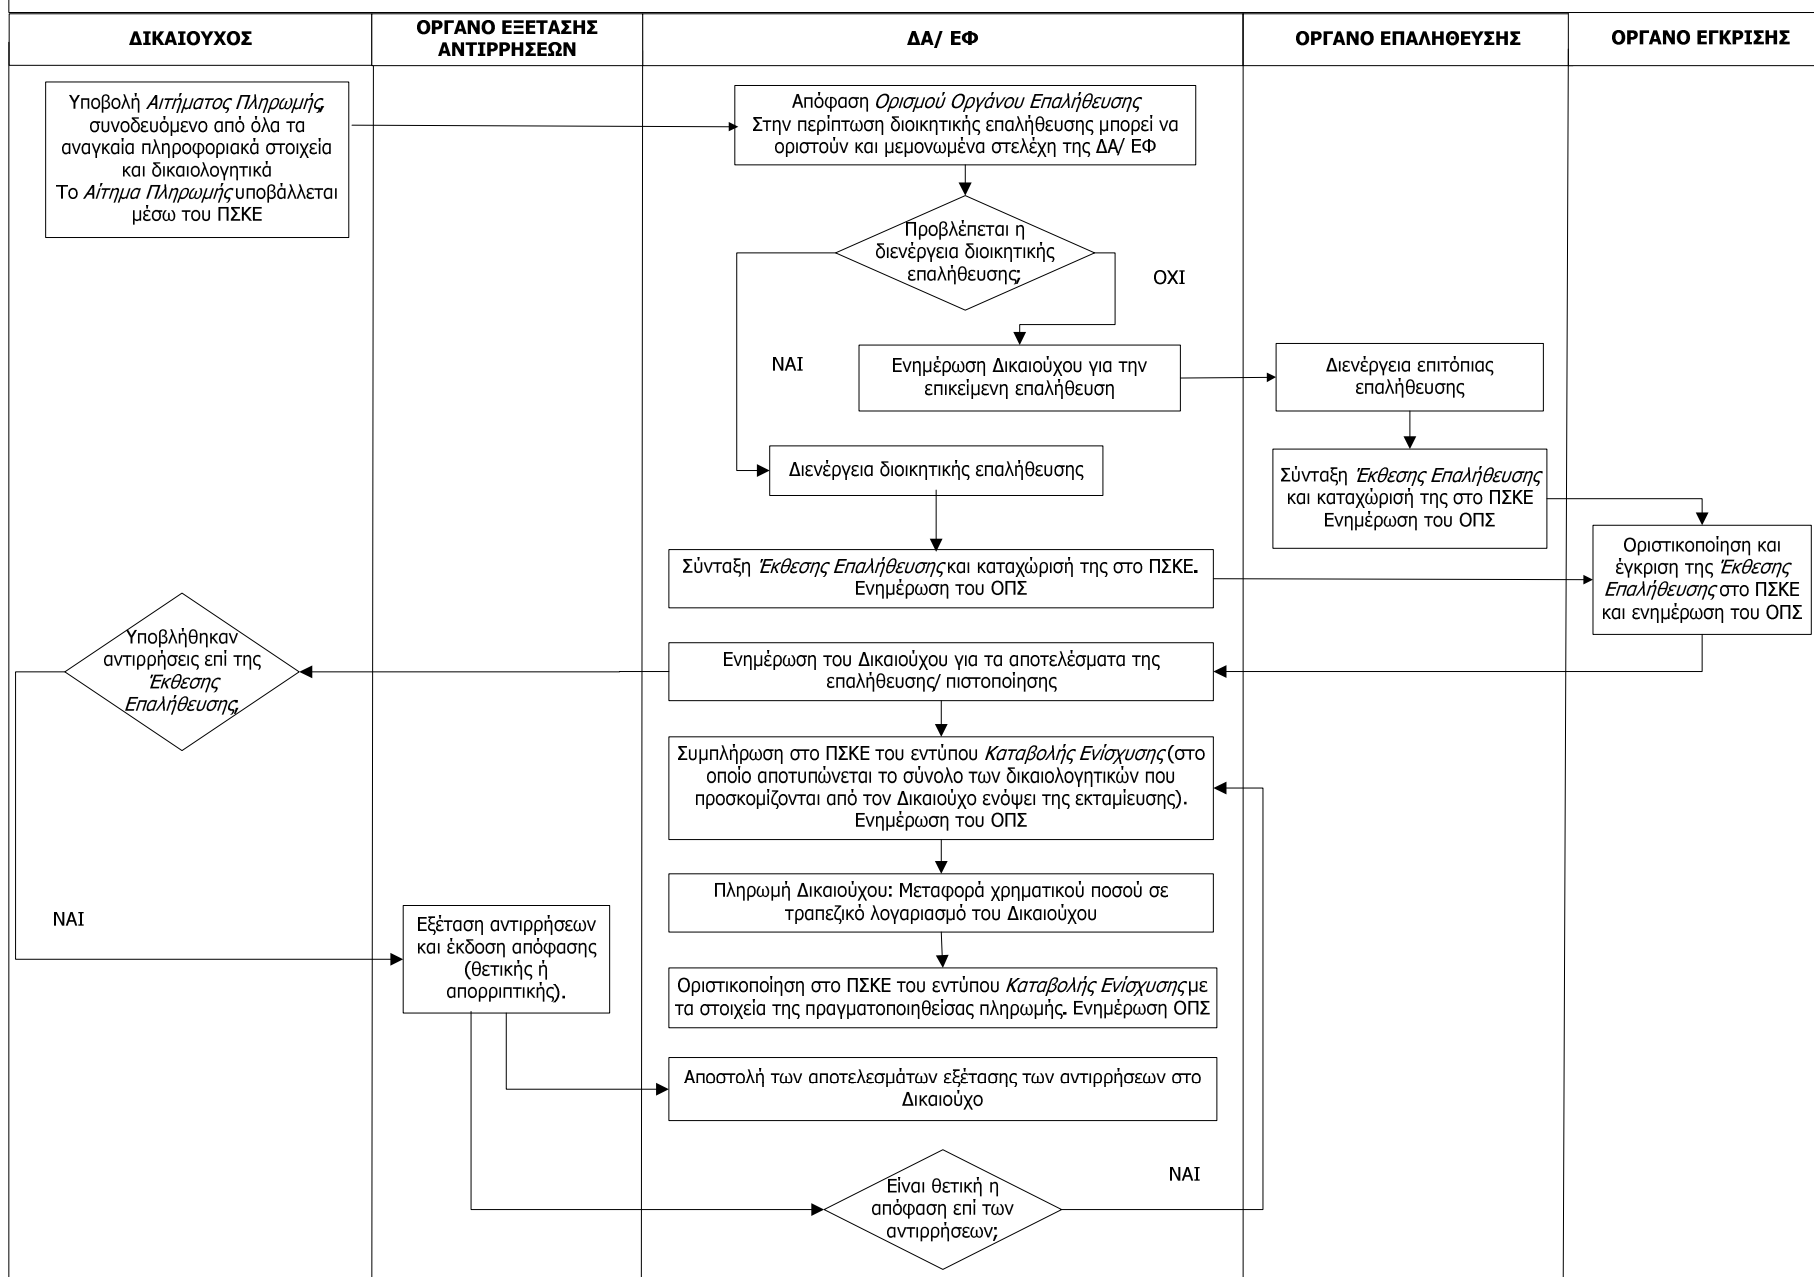 ΔΙΚΑΙΟΥΧΟΣ
ΟΡΓΑΝΟ ΕΞΕΤΑΣΗΣ
ΑΝΤΙΡΡΗΣΕΩΝ
ΔΑ/ ΕΦ
ΟΡΓΑΝΟ ΕΠΑΛΗΘΕΥΣΗΣ
ΟΡΓΑΝΟ ΕΓΚΡΙΣΗΣ
Υποβολή Αιτήματος Πληρωμής,
συνοδευόμενο από όλα τα
αναγκαία πληροφοριακά στοιχεία
και δικαιολογητικά
Το Αίτημα Πληρωμής υποβάλλεται
μέσω του ΠΣΚΕ
Απόφαση Ορισμού Οργάνου Επαλήθευσης
Στην περίπτωση διοικητικής επαλήθευσης μπορεί να
οριστούν και μεμονωμένα στελέχη της ΔΑ/ ΕΦ
Προβλέπεται η
διενέργεια διοικητικής
επαλήθευσης;
ΟΧΙ
ΝΑΙ
Ενημέρωση Δικαιούχου για την
επικείμενη επαλήθευση
Διενέργεια επιτόπιας
επαλήθευσης
Διενέργεια διοικητικής επαλήθευσης
Σύνταξη Έκθεσης Επαλήθευσης
και καταχώρισή της στο ΠΣΚΕ
Ενημέρωση του ΟΠΣ
Σύνταξη Έκθεσης Επαλήθευσης και καταχώρισή της στο ΠΣΚΕ.
Ενημέρωση του ΟΠΣ
Οριστικοποίηση και
έγκριση της Έκθεσης
Επαλήθευσης στο ΠΣΚΕ
και ενημέρωση του ΟΠΣ
Υποβλήθηκαν
αντιρρήσεις επί της
Έκθεσης
Επαλήθευσης;
Ενημέρωση του Δικαιούχου για τα αποτελέσματα της
επαλήθευσης/ πιστοποίησης
Συμπλήρωση στο ΠΣΚΕ του εντύπου Καταβολής Ενίσχυσης (στο
οποίο αποτυπώνεται το σύνολο των δικαιολογητικών που
προσκομίζονται από τον Δικαιούχο ενόψει της εκταμίευσης).
Ενημέρωση του ΟΠΣ
Πληρωμή Δικαιούχου: Μεταφορά χρηματικού ποσού σε
τραπεζικό λογαριασμό του Δικαιούχου
ΝΑΙ
Εξέταση αντιρρήσεων
και έκδοση απόφασης
(θετικής ή
απορριπτικής).
Οριστικοποίηση στο ΠΣΚΕ του εντύπου Καταβολής Ενίσχυσης με
τα στοιχεία της πραγματοποιηθείσας πληρωμής. Ενημέρωση ΟΠΣ
Αποστολή των αποτελεσμάτων εξέτασης των αντιρρήσεων στο
Δικαιούχο
Είναι θετική η
απόφαση επί των
αντιρρήσεων;
ΝΑΙ